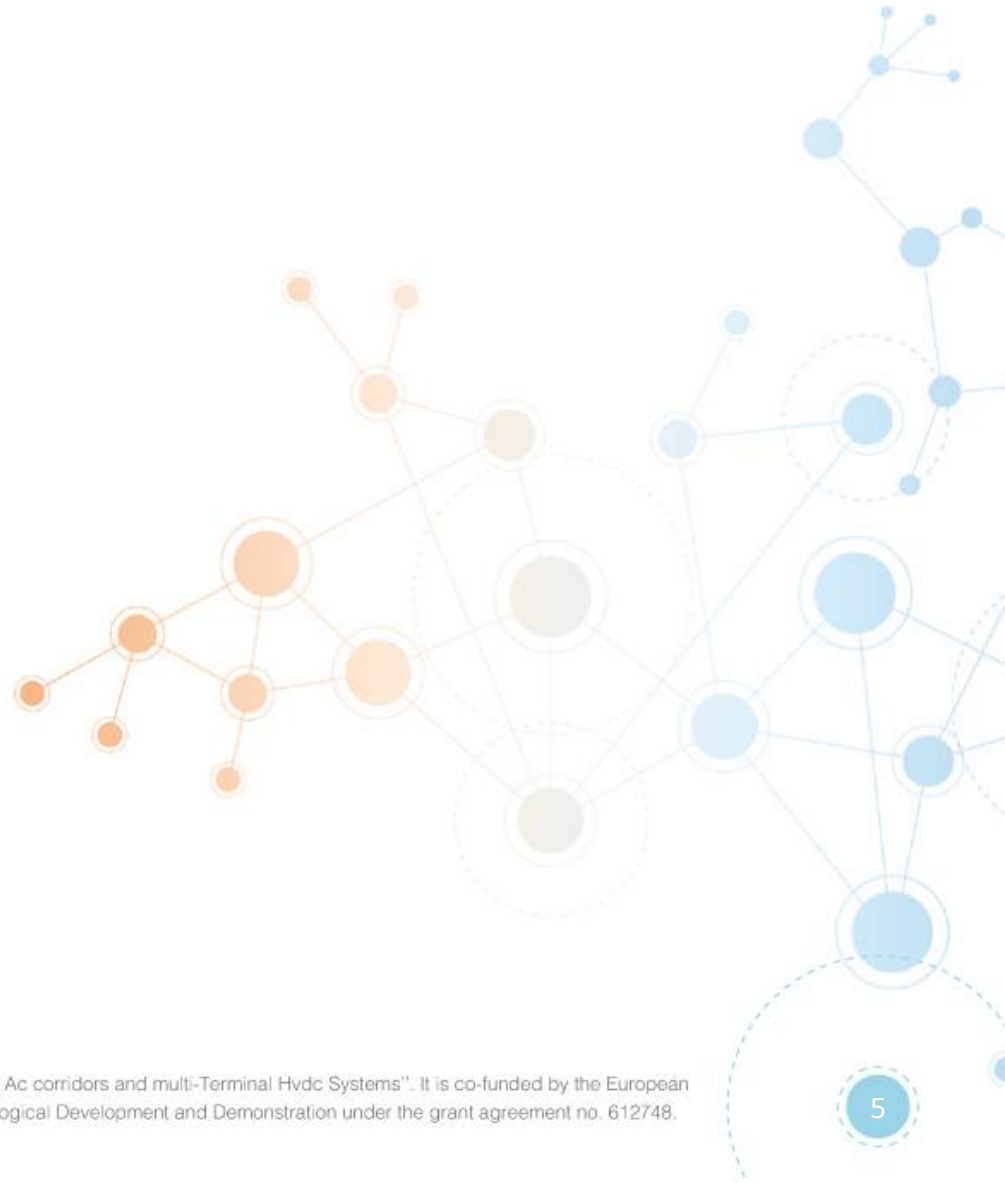 Ac corridors and multi-Terminal Hvdc Systems”. It is co-funded by the European
ogical Development and Demonstration under the grant agreement no. 612748.
5